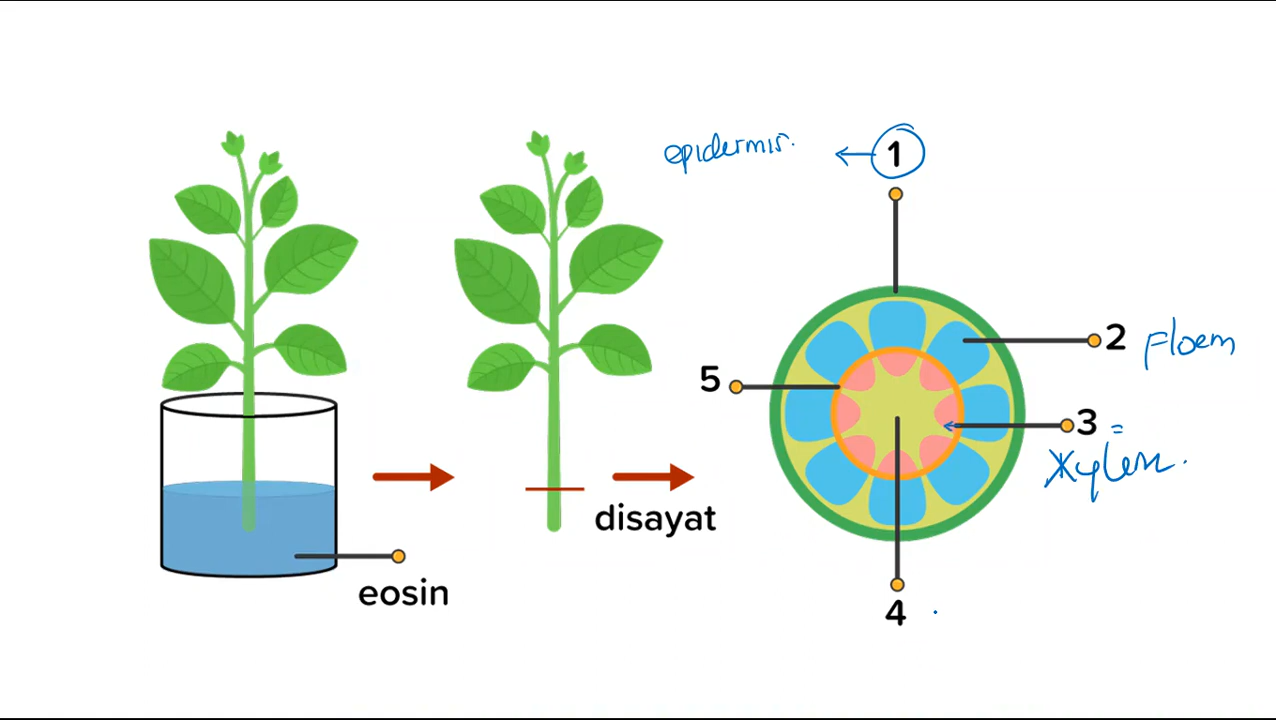 epidermis.
1
2 Floem
5
3 =
Xylem.
disayat
eosin
4